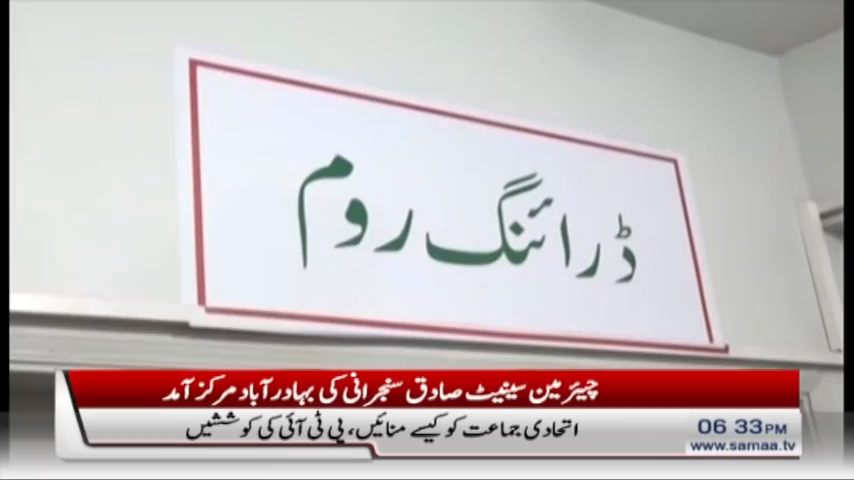 ڈرائنگ روم
چیئرمین سینیٹ صادق سنجرانی کی بہادر آباد مرکز آمد
اتحادی جماعت کو کیسے منائیں، پی ٹی آئی کی کوششیں
06 33PM
www.samaa.tv